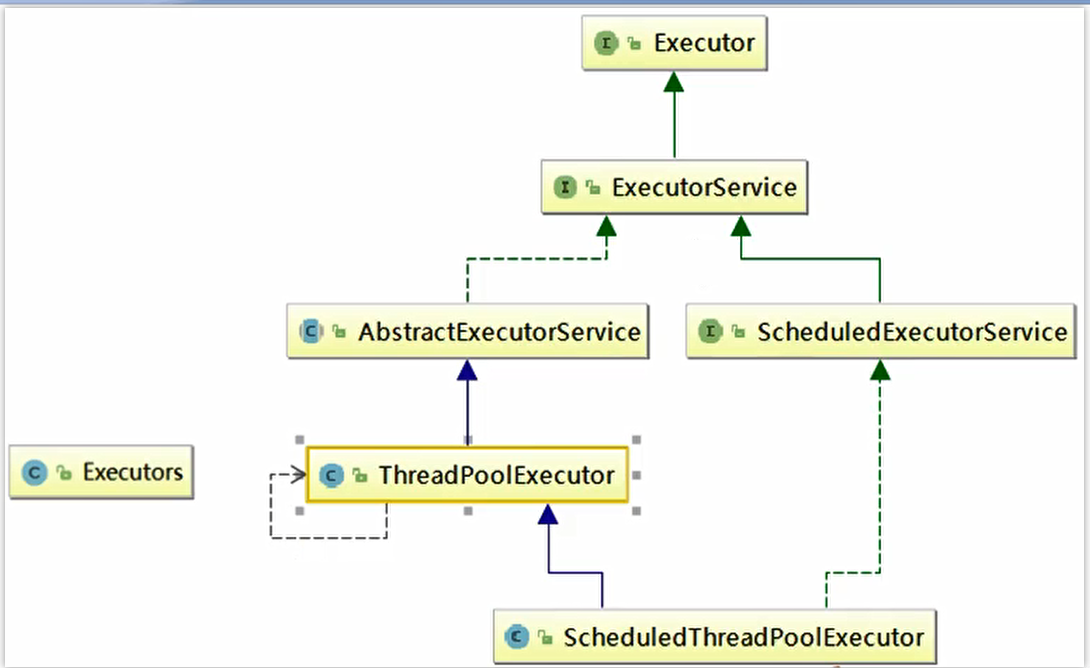 Executor
ExecutorService
AbstractExecutorService
ScheduledExecutorService
Executors
ThreadPoolExecutor
ScheduledThreadPoolExecutor